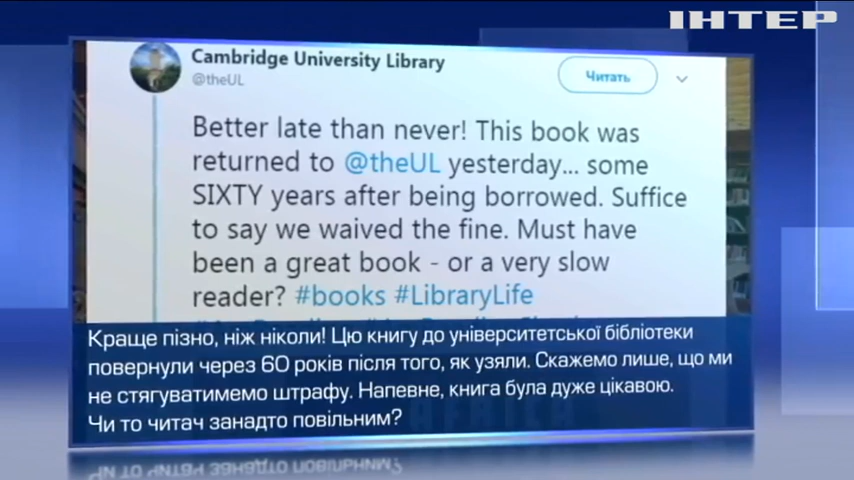 ІНТЕР
Cambridge University Library
@theUL
Читать
Better late than never! This book was
returned to @theUL yesterday... some
SIXTY years after being borrowed. Suffice
to say we waived the fine. Must have
been a great book - or a very slow
reader? #books #LibraryLife
Краще пізно, ніж ніколи! Цю книгу до університетської бібліотеки
повернули через 60 років після того, як узяли. Скажемо лише, що ми
не стягуватимемо штрафу. Напевне, книга була дуже цікавою.
Чи то читач занадто повільним?